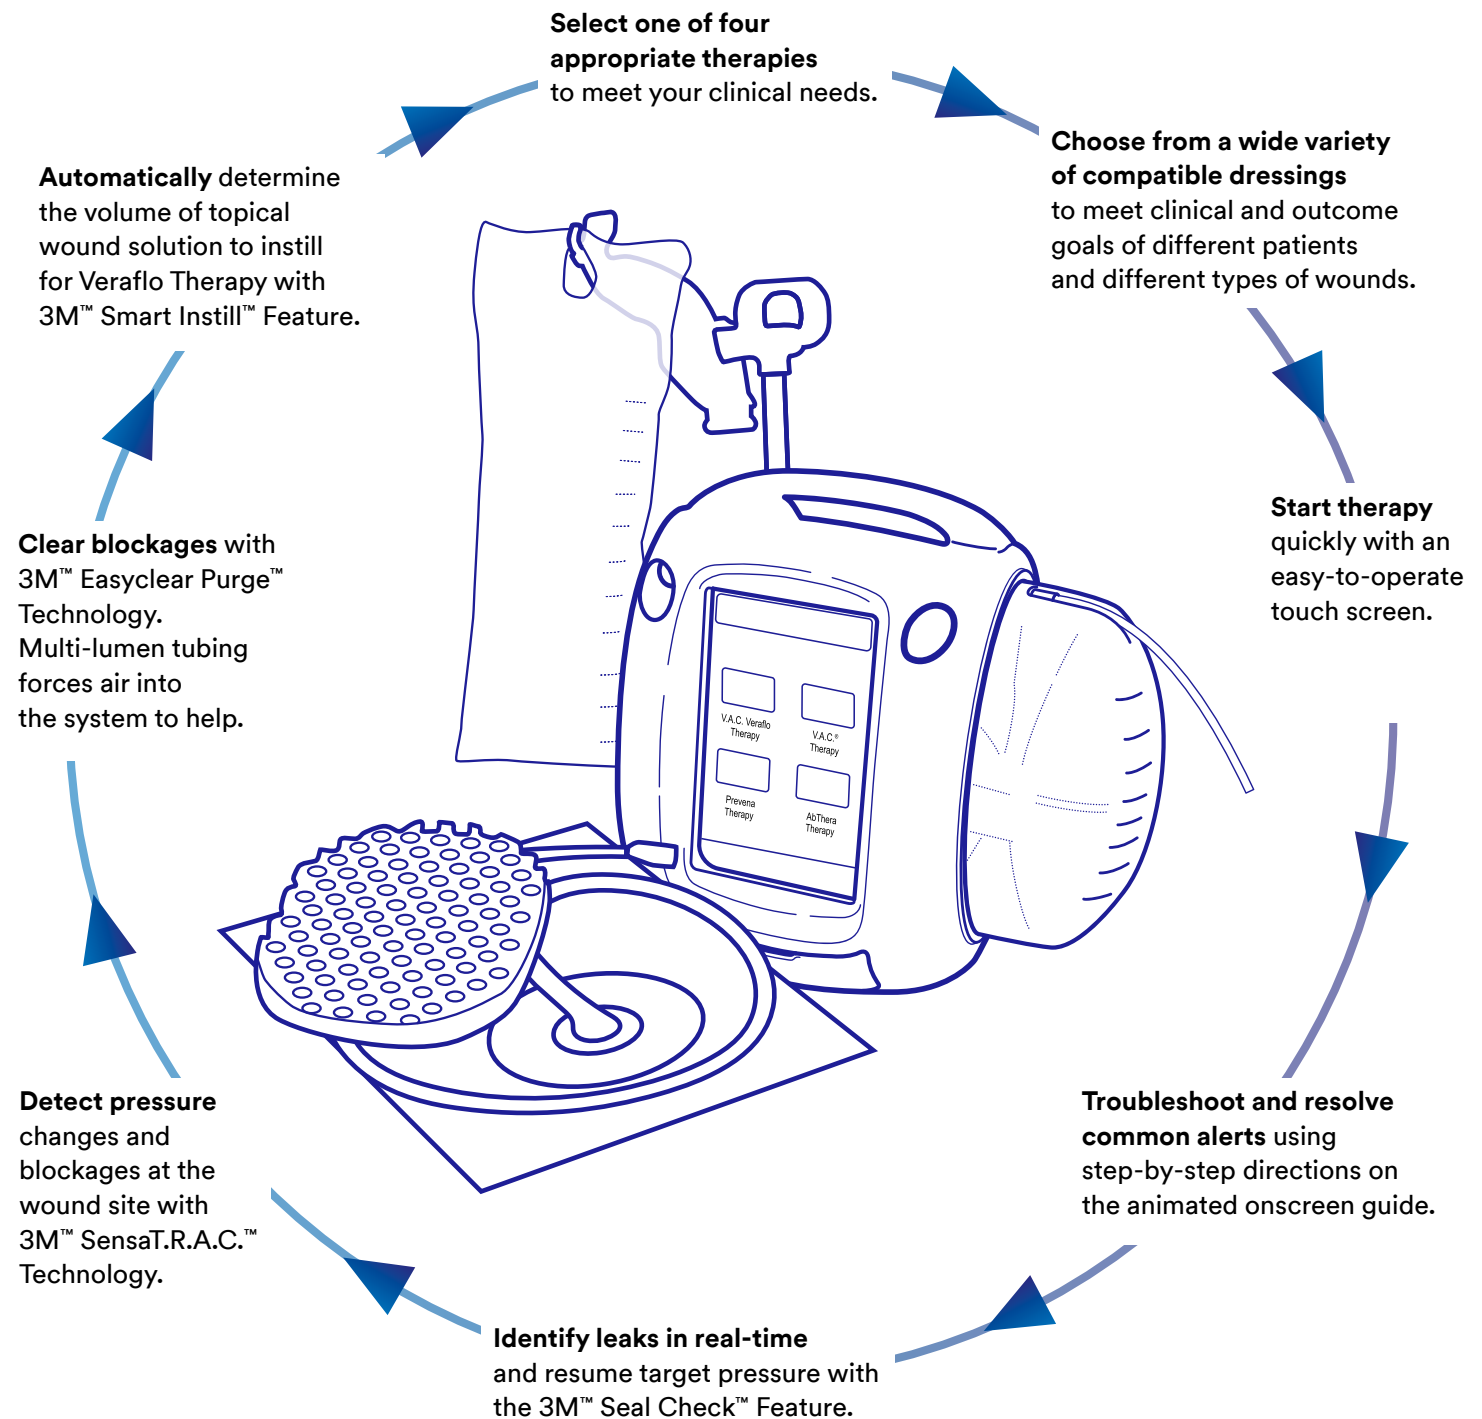 Select one of four
appropriate therapies
to meet your clinical needs.
Choose from a wide variety
of compatible dressings
to meet clinical and outcome
goals of different patients
and different types of wounds.
Start therapy
quickly with an
easy-to-operate
touch screen.
Troubleshoot and resolve
common alerts using
step-by-step directions on
the animated onscreen guide.
Identify leaks in real-time
and resume target pressure with
the 3M™ Seal Check™ Feature.
Detect pressure
changes and
blockages at the
wound site with
3M™ SensaT.R.A.C.™
Technology.
Clear blockages with
3M™ Easyclear Purge™
Technology.
Multi-lumen tubing
forces air into
the system to help.
Automatically determine
the volume of topical
wound solution to instill
for Veraflo Therapy with
3M™ Smart Instill™ Feature.
V.A.C. Veraflo
Therapy
V.A.C.®
Therapy
Prevena
Therapy
AbThera
Therapy